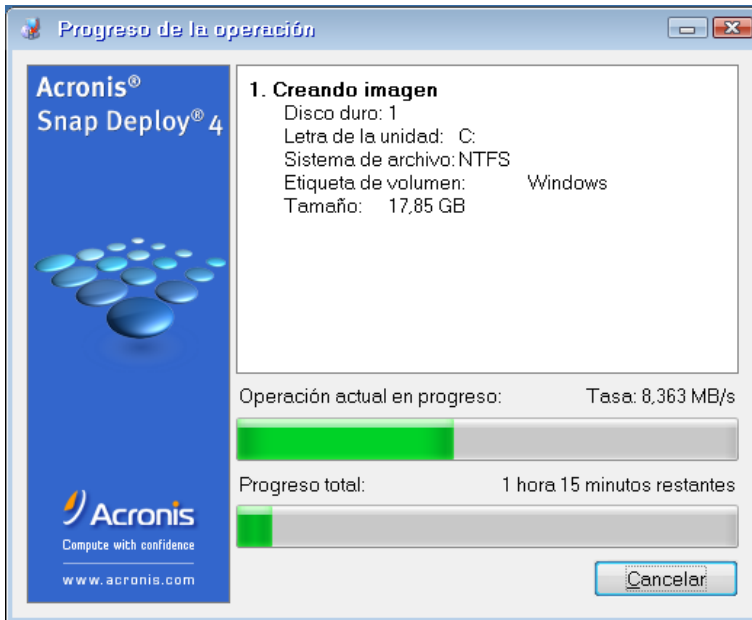 Progreso de la operación
Acronis®
Snap Deploy® 4
1. Creando imagen
Disco duro: 1
Letra de la unidad: C:
Sistema de archivo: NTFS
Etiqueta de volumen: Windows
Tamaño: 17,85 GB
Operación actual en progreso: Tasa: 8,363 MB/s
Progreso total: 1 hora 15 minutos restantes
Acronis
Compute with confidence
www.acronis.com
Cancelar